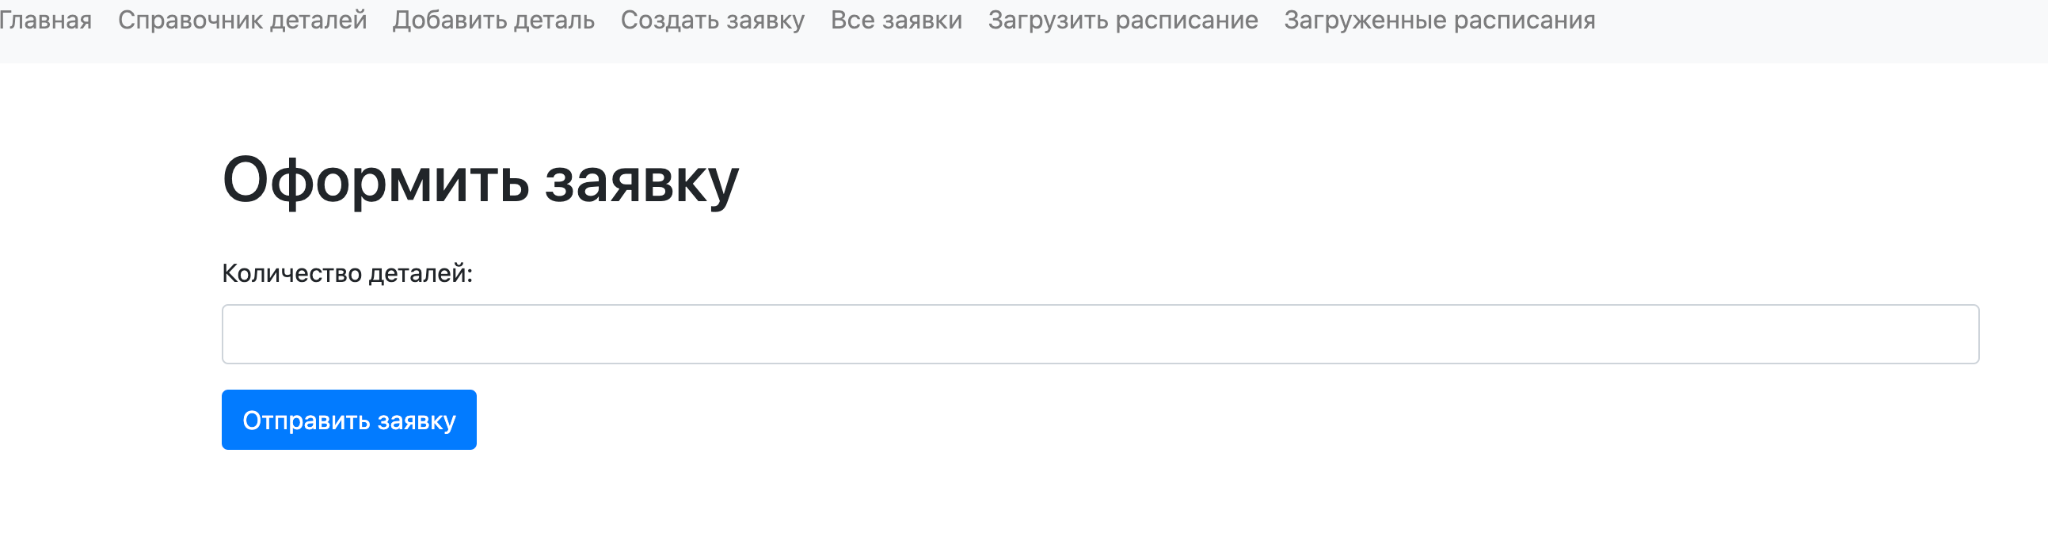 Главная Справочник деталей Добавить деталь Создать заявку Все заявки Загрузить расписание Загруженные расписания
Оформить заявку
Количество деталей:
Отправить заявку